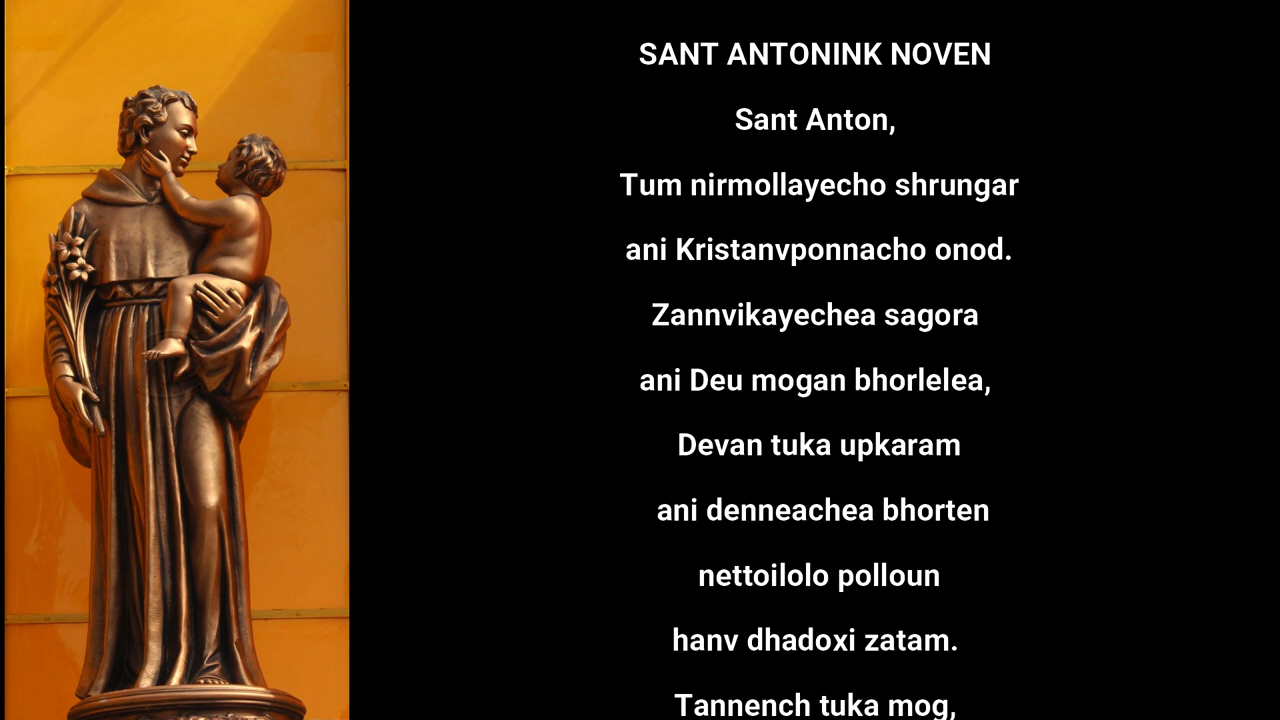 SANT ANTONINK NOVEN
Sant Anton,
Tum nirmollayecho shrungar
ani Kristanvponnacho onod.
Zannvikayechea sagora
ani Deu mogan bhorlelea,
Devan tuka upkaram
ani denneachea bhorten
nettoilolo polloun
hanv dhadoxi zatam.
Tannench tuka mog,